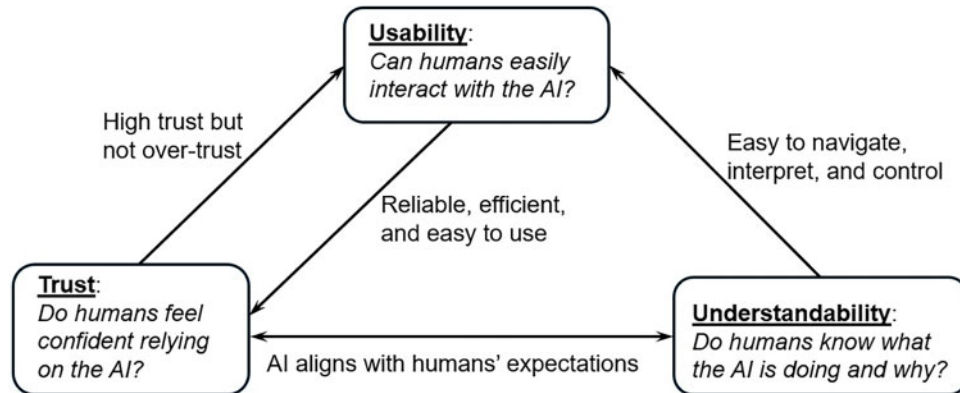 Usability:
Can humans easily
interact with the AI?
High trust but
not over-trust
Easy to navigate,
interpret, and control
Reliable, efficient,
and easy to use
Trust:
Do humans feel
confident relying
on the AI?
AI aligns with humans’ expectations
Understandability:
Do humans know what
the AI is doing and why?